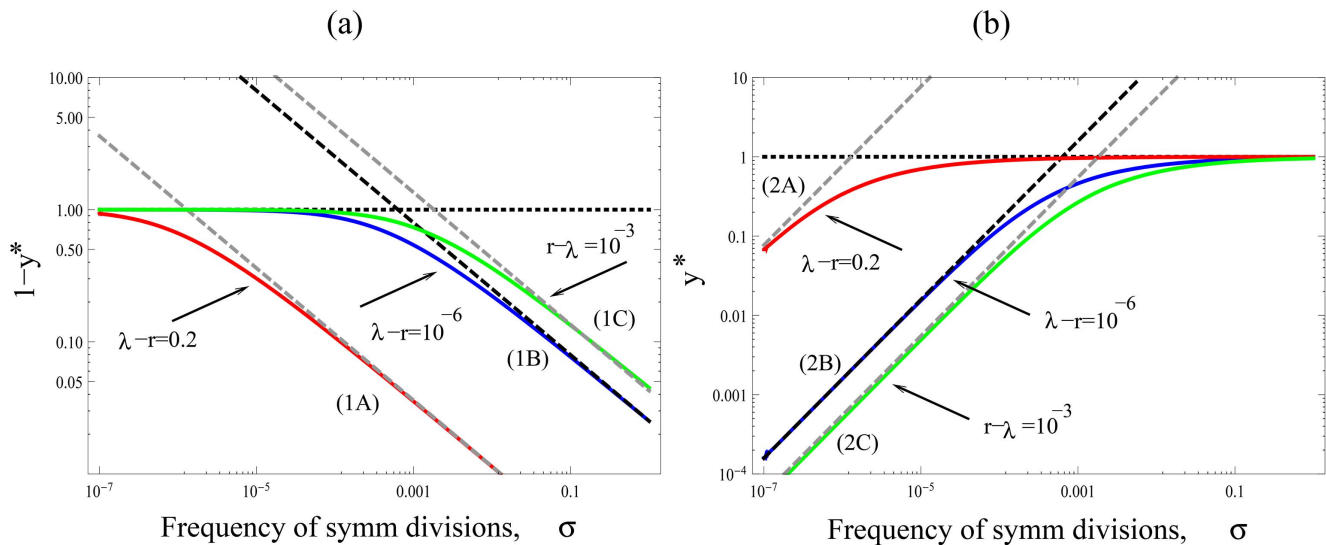 (a)
10.00
5.00
1.00
0.50
0.10
0.05
1−y*
r−λ=10⁻³
λ−r=10⁻⁶
λ−r=0.2
(1C)
(1B)
(1A)
10⁻⁷
10⁻⁵
0.001
0.1
Frequency of symm divisions, σ
(b)
10
1
0.1
0.01
0.001
10⁻⁴
y*
(2A)
λ−r=0.2
λ−r=10⁻⁶
(2B)
r−λ=10⁻³
(2C)
10⁻⁷
10⁻⁵
0.001
0.1
Frequency of symm divisions, σ